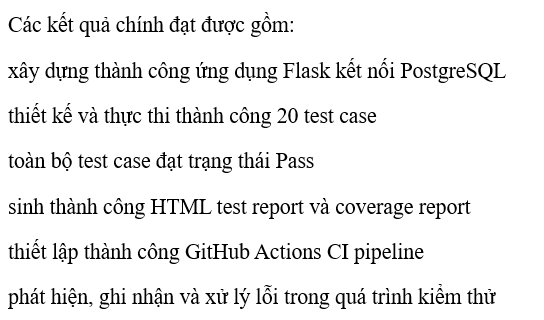 Các kết quả chính đạt được gồm:
xây dựng thành công ứng dụng Flask kết nối PostgreSQL
thiết kế và thực thi thành công 20 test case
toàn bộ test case đạt trạng thái Pass
sinh thành công HTML test report và coverage report
thiết lập thành công GitHub Actions CI pipeline
phát hiện, ghi nhận và xử lý lỗi trong quá trình kiểm thử